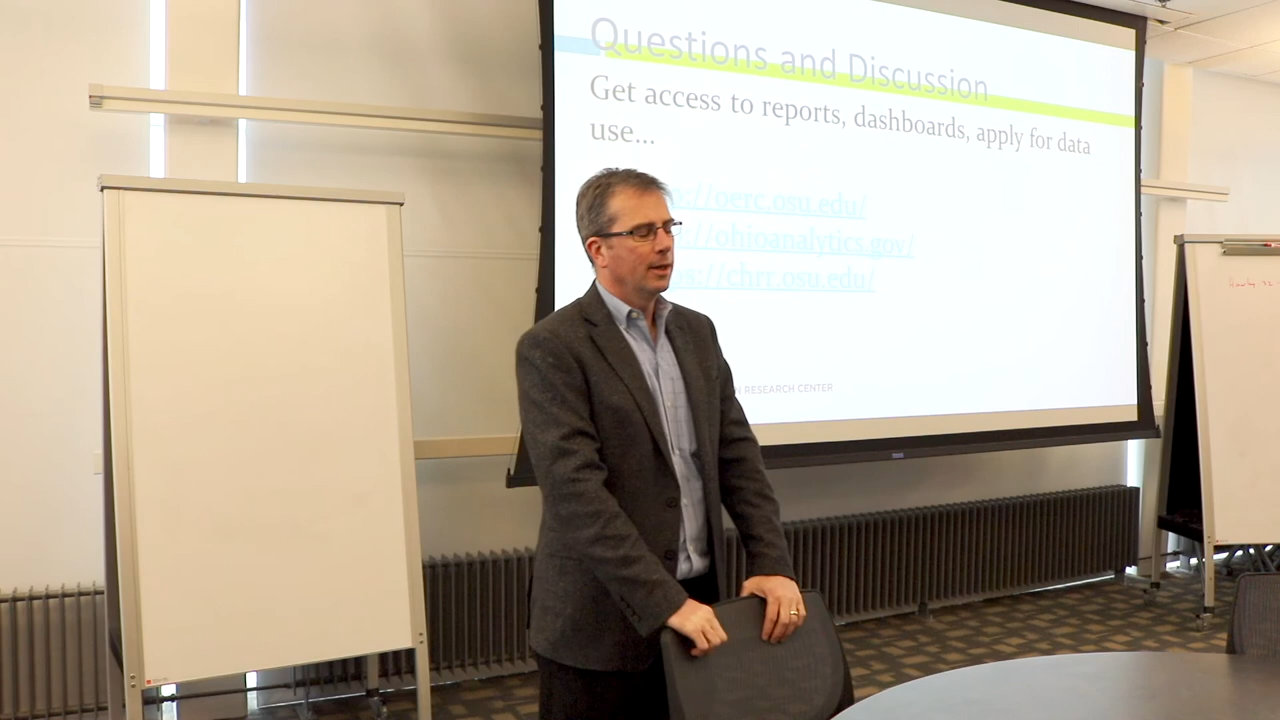 Questions and Discussion
Get access to reports, dashboards, apply for data
use...
://oerc.osu.edu/
://ohioanalytics.gov/
ps://chrr.osu.edu/
RESEARCH CENTER